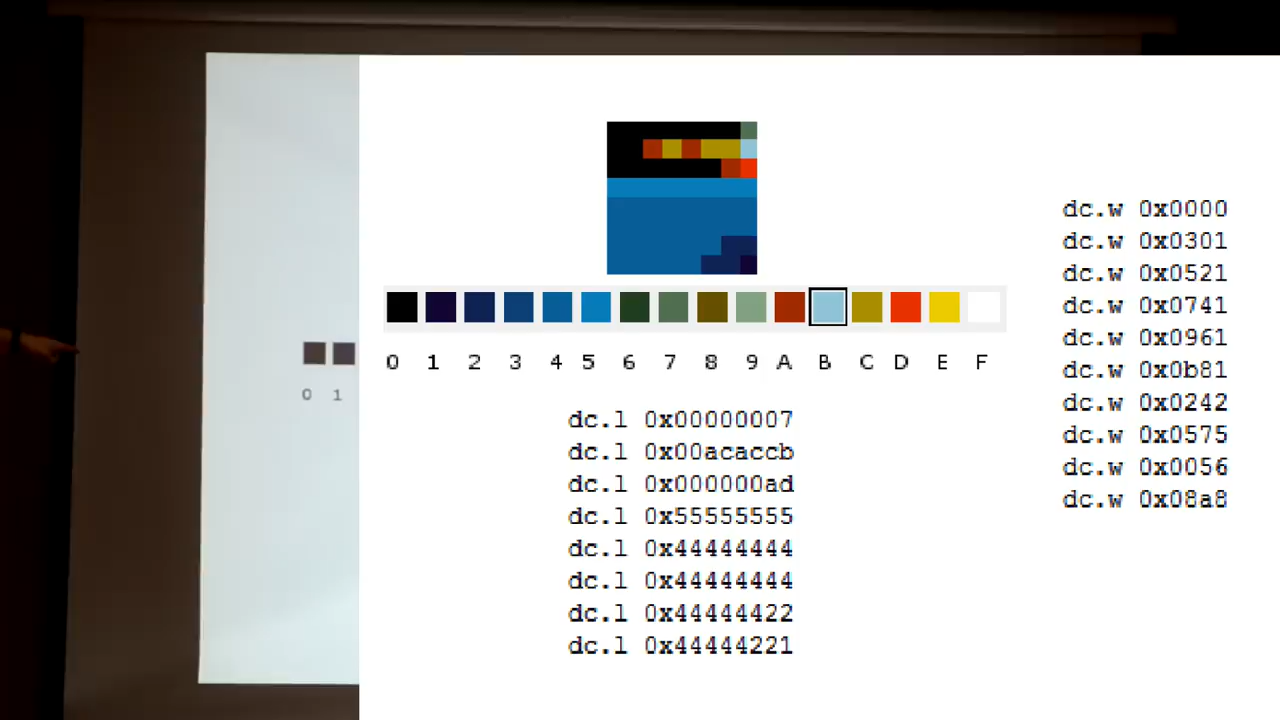 0 1
0 1 2 3 4 5 6 7 8 9 A B C D E F
dc.l 0x00000007
dc.l 0x00acaccb
dc.l 0x000000ad
dc.l 0x55555555
dc.l 0x44444444
dc.l 0x44444444
dc.l 0x44444422
dc.l 0x44444221
dc.w 0x0000
dc.w 0x0301
dc.w 0x0521
dc.w 0x0741
dc.w 0x0961
dc.w 0x0b81
dc.w 0x0242
dc.w 0x0575
dc.w 0x0056
dc.w 0x08a8